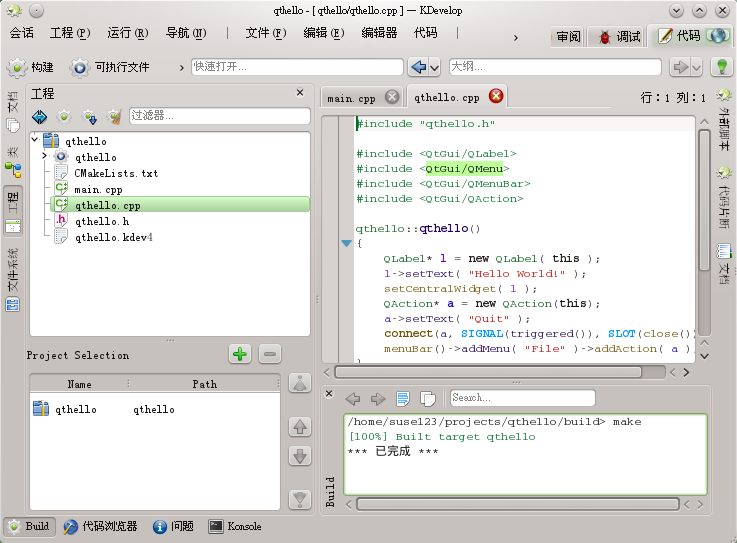 qthello - [ qthello/qthello.cpp ] — KDevelop
会话 工程 (P) 运行 (R) 导航 (N) 文件 (F) 编辑 (E) 编辑器 代码 审阅 调试 代码
构建 可执行文件 快速打开... 大纲...
工程
过滤器...
qthello
qthello
CMakeLists.txt
main.cpp
qthello.cpp
qthello.h
qthello.kdev4
文档
类
工程
文件系统
main.cpp qthello.cpp 行：1 列：1
#include "qthello.h"
#include <QtGui/QLabel>
#include <QtGui/QMenu>
#include <QtGui/QMenuBar>
#include <QtGui/QAction>
qthello::qthello()
{
QLabel* l = new QLabel( this );
l->setText( "Hello World!" );
setCentralWidget( l );
QAction* a = new QAction(this);
a->setText( "Quit" );
connect(a, SIGNAL(triggered()), SLOT(close())
menuBar()->addMenu( "File" )->addAction( a )
外部脚本
代码片断
文档
Project Selection
Name Path
qthello qthello
Search...
/home/suse123/projects/qthello/build> make
[100%] Built target qthello
*** 已完成 ***
Build
Build 代码浏览器 问题 Konsole